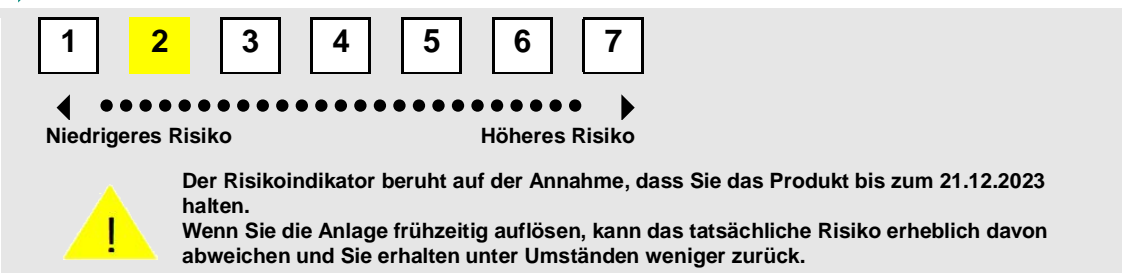 1 2 3 4 5 6 7
Niedrigeres Risiko Höheres Risiko
Der Risikoindikator beruht auf der Annahme, dass Sie das Produkt bis zum 21.12.2023
halten.
Wenn Sie die Anlage frühzeitig auflösen, kann das tatsächliche Risiko erheblich davon
abweichen und Sie erhalten unter Umständen weniger zurück.
!